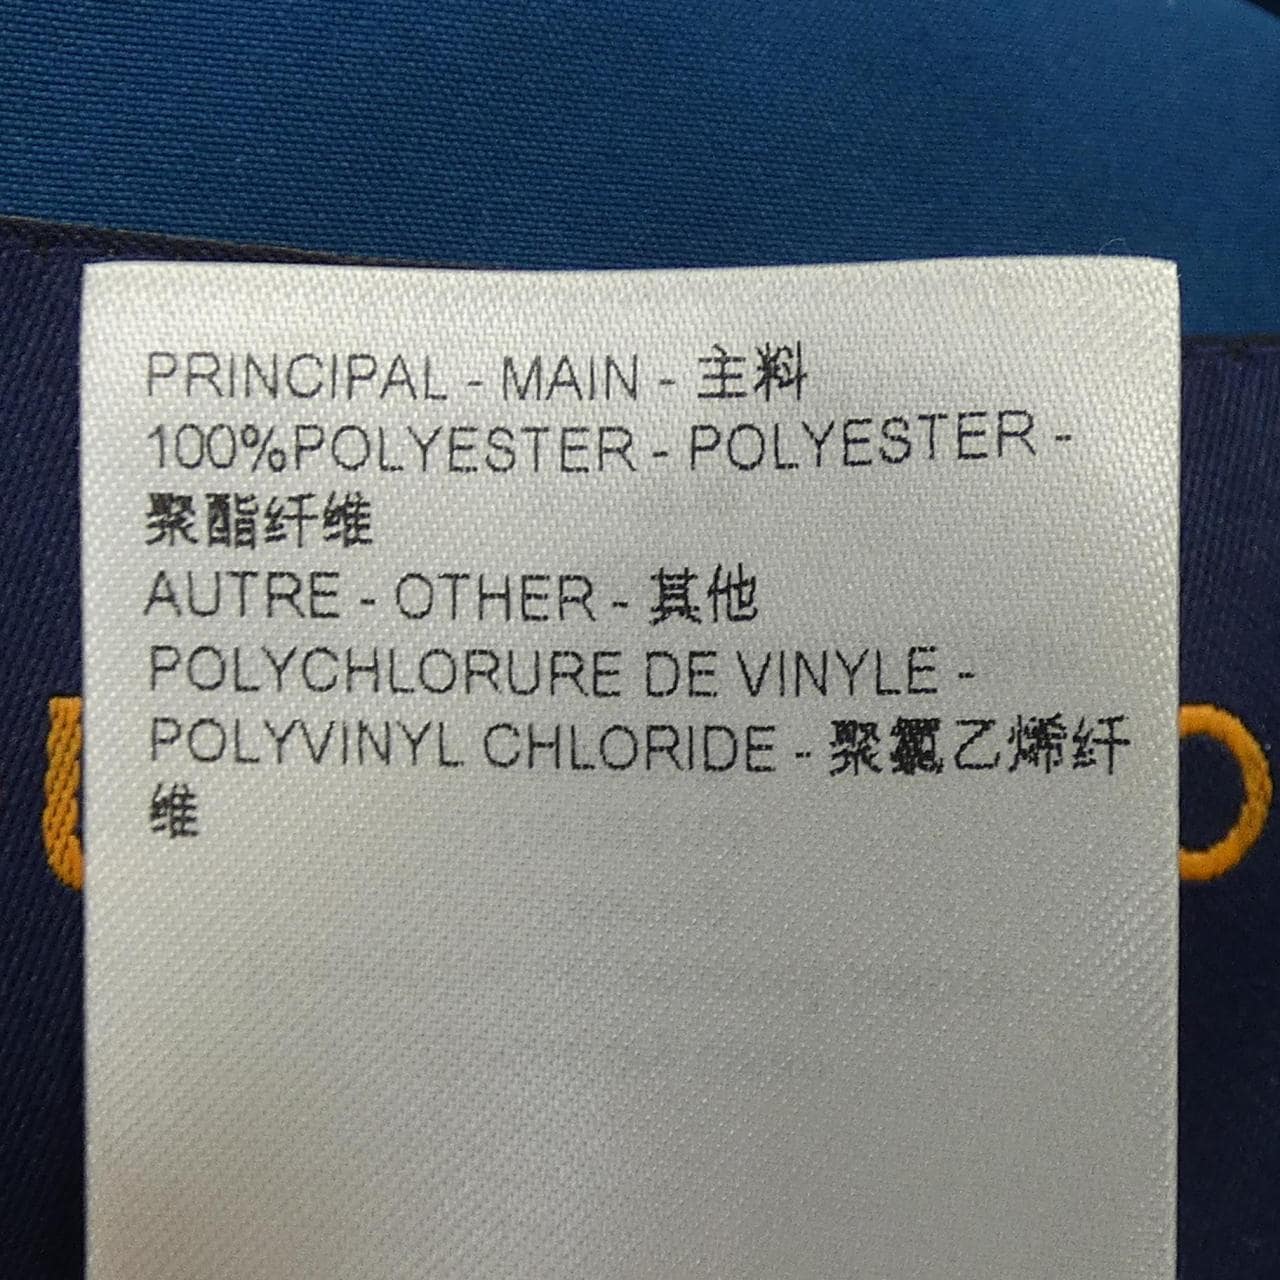 PRINCIPAL - MAIN - 主料
100%POLYESTER - POLYESTER -
聚酯纤维
AUTRE - OTHER - 其他
POLYCHLORURE DE VINYLE -
POLYVINYL CHLORIDE - 聚氯乙烯纤
维